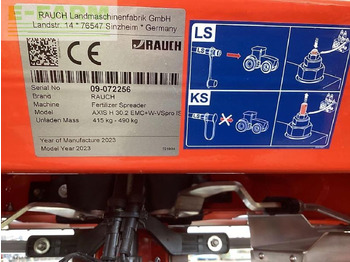 E-FARM
RAUCH Landmaschinenfabrik GmbH
Landstr. 14 * 76547 Sinzheim * Germany
RAUCH
CE
Serial No. 09-072256
Brand RAUCH
Machine Fertilizer Spreader
Model AXIS H 30.2 EMC+W-VSpro IS
Unladen Mass 415 kg - 490 kg
Year of Manufacture 2023
Model Year 2023
LS
KS